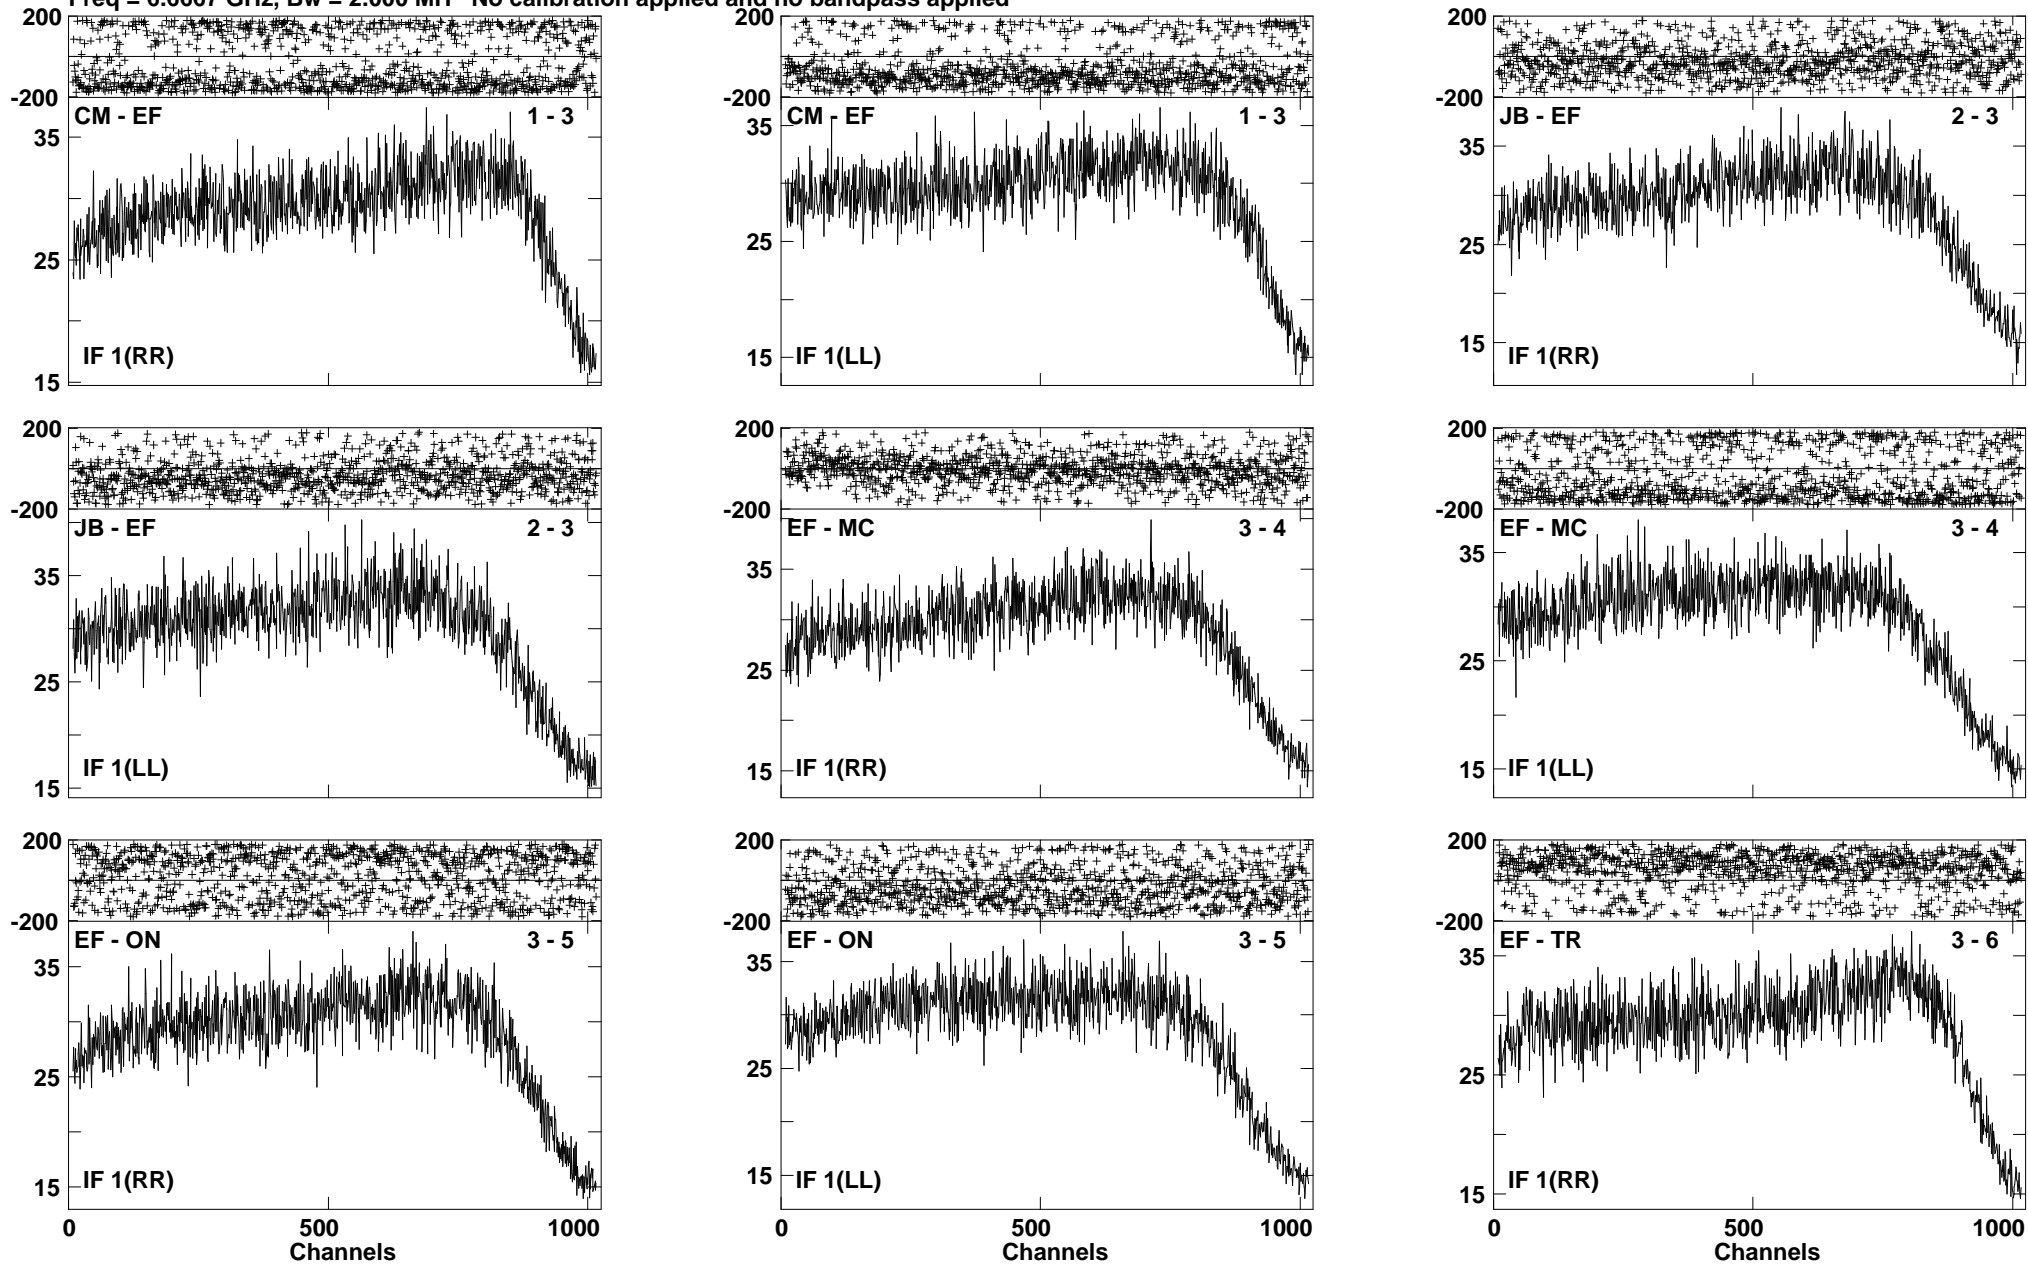 Freq = 6.6667 GHz, Bw = 2.000 MH No calibration applied and no bandpass applied
200
-200
CM - EF 1 - 3
35
25
15
IF 1(RR)
200
-200
CM - EF 1 - 3
35
25
15
IF 1(LL)
200
-200
JB - EF 2 - 3
35
25
15
IF 1(RR)
200
-200
JB - EF 2 - 3
35
25
15
IF 1(LL)
200
-200
EF - MC 3 - 4
35
25
15
IF 1(RR)
200
-200
EF - MC 3 - 4
35
25
15
IF 1(LL)
200
-200
EF - ON 3 - 5
35
25
15
IF 1(RR)
0 500 1000
Channels
200
-200
EF - ON 3 - 5
35
25
15
IF 1(LL)
0 500 1000
Channels
200
-200
EF - TR 3 - 6
35
25
15
IF 1(RR)
0 500 1000
Channels